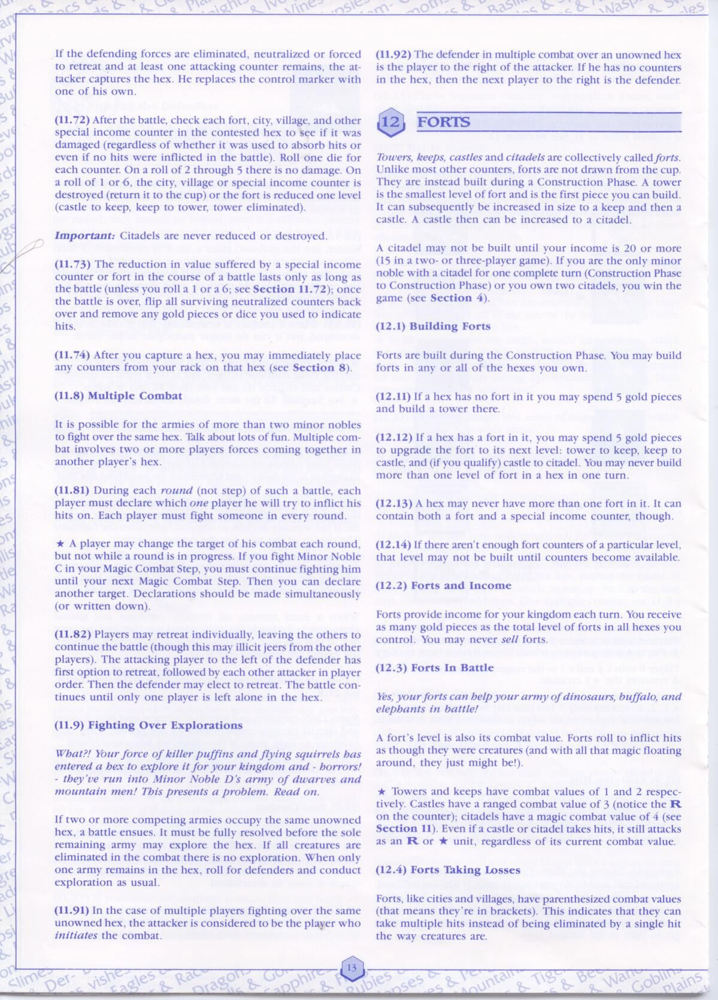 If the defending forces are eliminated, neutralized or forced
to retreat and at least one attacking counter remains, the at-
tacker captures the hex. He replaces the control marker with
one of his own.
(11.72) After the battle, check each fort, city, village, and other
special income counter in the contested hex to see if it was
damaged (regardless of whether it was used to absorb hits or
even if no hits were inflicted in the battle). Roll one die for
each counter. On a roll of 2 through 5 there is no damage. On
a roll of 1 or 6, the city, village or special income counter is
destroyed (return it to the cup) or the fort is reduced one level
(castle to keep, keep to tower, tower eliminated).
Important: Citadels are never reduced or destroyed.
(11.73) The reduction in value suffered by a special income
counter or fort in the course of a battle lasts only as long as
the battle (unless you roll a 1 or a 6; see Section 11.72); once
the battle is over, flip all surviving neutralized counters back
over and remove any gold pieces or dice you used to indicate
hits.
(11.74) After you capture a hex, you may immediately place
any counters from your rack on that hex (see Section 8).
(11.8) Multiple Combat
It is possible for the armies of more than two minor nobles
to fight over the same hex. Talk about lots of fun. Multiple com-
bat involves two or more players forces coming together in
another player's hex.
(11.81) During each round (not step) of such a battle, each
player must declare which one player he will try to inflict his
hits on. Each player must fight someone in every round.
★ A player may change the target of his combat each round,
but not while a round is in progress. If you fight Minor Noble
C in your Magic Combat Step, you must continue fighting him
until your next Magic Combat Step. Then you can declare
another target. Declarations should be made simultaneously
(or written down).
(11.82) Players may retreat individually, leaving the others to
continue the battle (though this may illicit jeers from the other
players). The attacking player to the left of the defender has
first option to retreat, followed by each other attacker in player
order. Then the defender may elect to retreat. The battle con-
tinues until only one player is left alone in the hex.
(11.9) Fighting Over Explorations
What?! Your force of killer puffins and flying squirrels has
entered a hex to explore it for your kingdom and - horrors!
- they've run into Minor Noble D's army of dwarves and
mountain men! This presents a problem. Read on.
If two or more competing armies occupy the same unowned
hex, a battle ensues. It must be fully resolved before the sole
remaining army may explore the hex. If all creatures are
eliminated in the combat there is no exploration. When only
one army remains in the hex, roll for defenders and conduct
exploration as usual.
(11.91) In the case of multiple players fighting over the same
unowned hex, the attacker is considered to be the player who
initiates the combat.
(11.92) The defender in multiple combat over an unowned hex
is the player to the right of the attacker. If he has no counters
in the hex, then the next player to the right is the defender.
12 FORTS
Towers, keeps, castles and citadels are collectively called forts.
Unlike most other counters, forts are not drawn from the cup.
They are instead built during a Construction Phase. A tower
is the smallest level of fort and is the first piece you can build.
It can subsequently be increased in size to a keep and then a
castle. A castle then can be increased to a citadel.
A citadel may not be built until your income is 20 or more
(15 in a two- or three-player game). If you are the only minor
noble with a citadel for one complete turn (Construction Phase
to Construction Phase) or you own two citadels, you win the
game (see Section 4).
(12.1) Building Forts
Forts are built during the Construction Phase. You may build
forts in any or all of the hexes you own.
(12.11) If a hex has no fort in it you may spend 5 gold pieces
and build a tower there.
(12.12) If a hex has a fort in it, you may spend 5 gold pieces
to upgrade the fort to its next level: tower to keep, keep to
castle, and (if you qualify) castle to citadel. You may never build
more than one level of fort in a hex in one turn.
(12.13) A hex may never have more than one fort in it. It can
contain both a fort and a special income counter, though.
(12.14) If there aren't enough fort counters of a particular level,
that level may not be built until counters become available.
(12.2) Forts and Income
Forts provide income for your kingdom each turn. You receive
as many gold pieces as the total level of forts in all hexes you
control. You may never sell forts.
(12.3) Forts In Battle
Yes, your forts can help your army of dinosaurs, buffalo, and
elephants in battle!
A fort's level is also its combat value. Forts roll to inflict hits
as though they were creatures (and with all that magic floating
around, they just might be!).
★ Towers and keeps have combat values of 1 and 2 respec-
tively. Castles have a ranged combat value of 3 (notice the R
on the counter); citadels have a magic combat value of 4 (see
Section 11). Even if a castle or citadel takes hits, it still attacks
as an R or ★ unit, regardless of its current combat value.
(12.4) Forts Taking Losses
Forts, like cities and villages, have parenthesized combat values
(that means they're in brackets). This indicates that they can
take multiple hits instead of being eliminated by a single hit
the way creatures are.
13